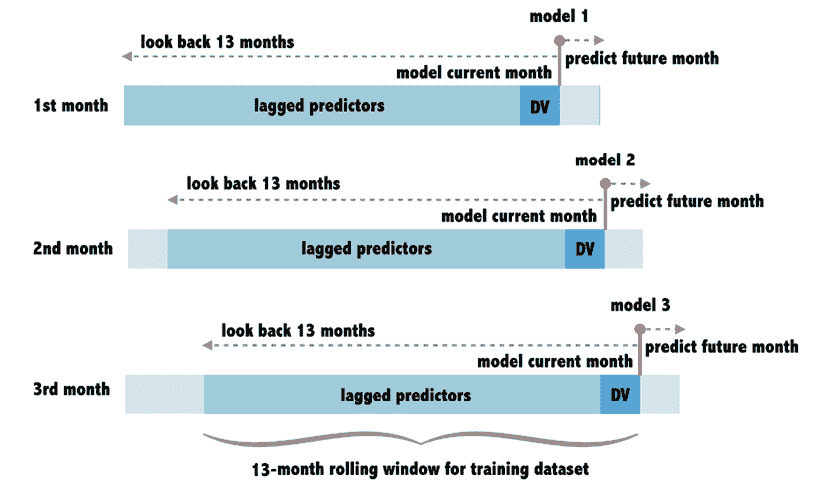 model 1
look back 13 months
predict future month
model current month
1st month
lagged predictors
DV
model 2
look back 13 months
predict future month
model current month
2nd month
lagged predictors
DV
model 3
look back 13 months
predict future month
model current month
3rd month
lagged predictors
DV
13-month rolling window for training dataset